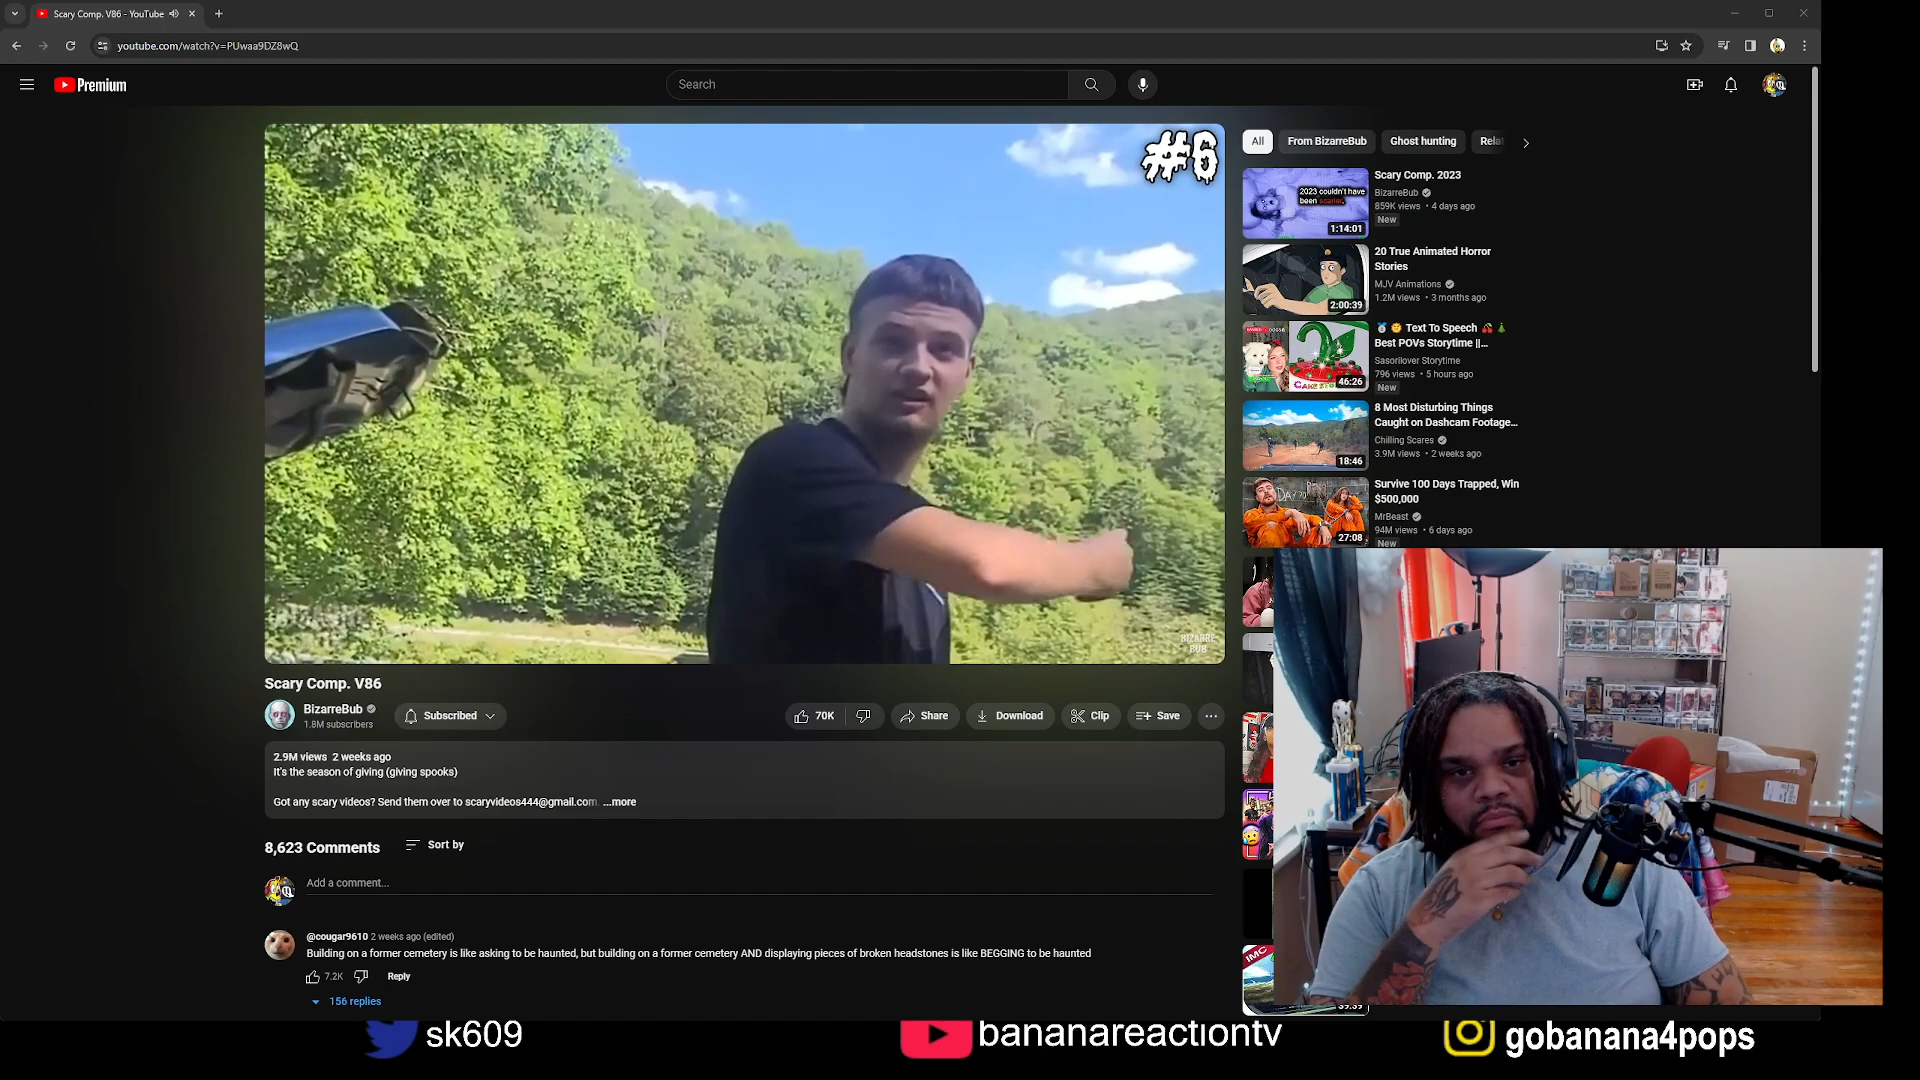 Scary Comp. V86 - YouTube
youtube.com/watch?v=PUwaa9DZ8wQ
Premium
Search
#6
BIZARRE
BUB
All
From BizarreBub
Ghost hunting
Rela
2023 couldn't have
been scarier.
1:14:01
Scary Comp. 2023
BizarreBub
859K views • 4 days ago
New
2:00:39
20 True Animated Horror
Stories
MJV Animations
1.2M views • 3 months ago
46:26
Text To Speech
Best POVs Storytime ||...
Sasorilover Storytime
796 views • 5 hours ago
New
18:46
8 Most Disturbing Things
Caught on Dashcam Footage...
Chilling Scares
3.9M views • 2 weeks ago
27:08
Survive 100 Days Trapped, Win
$500,000
MrBeast
94M views • 6 days ago
New
Scary Comp. V86
BizarreBub
1.8M subscribers
Subscribed
70K
Share
Download
Clip
Save
2.9M views 2 weeks ago
It's the season of giving (giving spooks)
Got any scary videos? Send them over to scaryvideos444@gmail.com. ...more
8,623 Comments
Sort by
Add a comment...
@cougar9610 2 weeks ago (edited)
Building on a former cemetery is like asking to be haunted, but building on a former cemetery AND displaying pieces of broken headstones is like BEGGING to be haunted
7.2K
Reply
156 replies
IMC
39:39
sk609
bananareactiontv
gobanana4pops